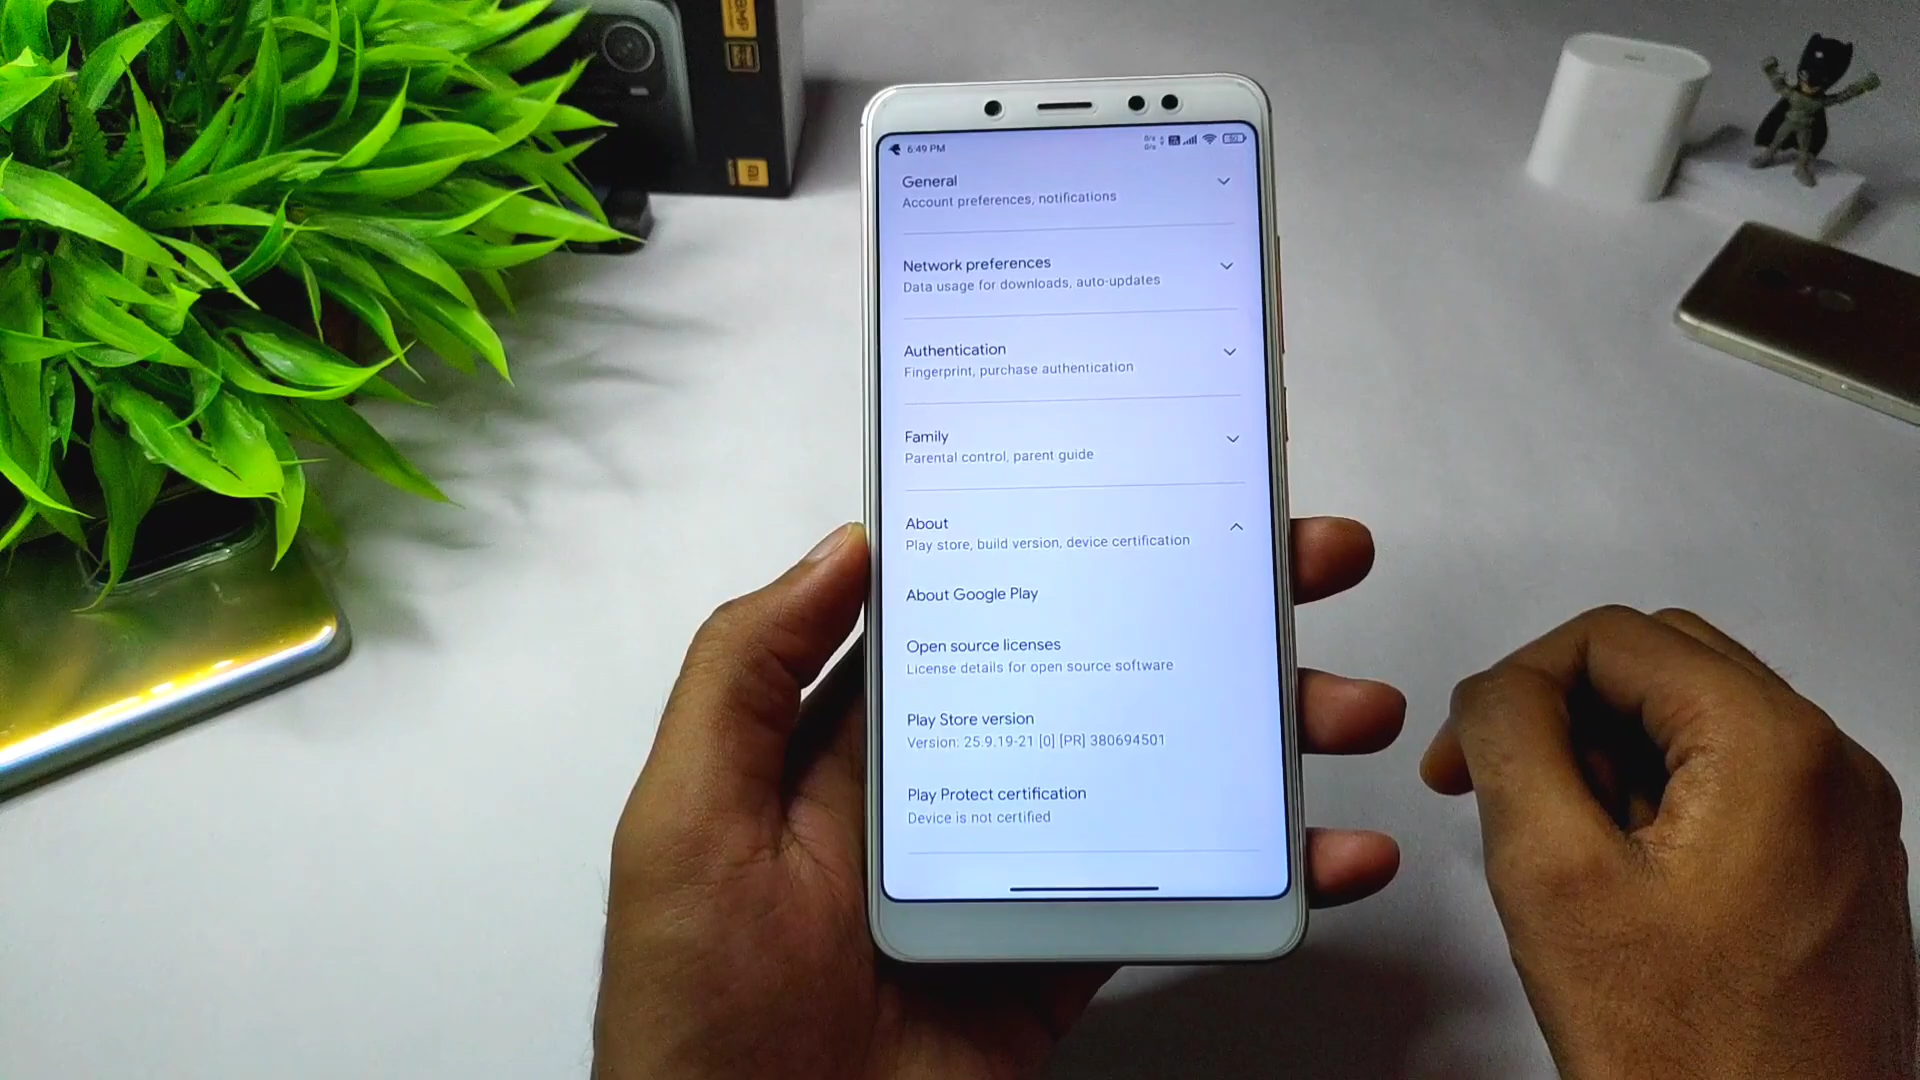 6:49 PM
General
Account preferences, notifications
Network preferences
Data usage for downloads, auto-updates
Authentication
Fingerprint, purchase authentication
Family
Parental control, parent guide
About
Play store, build version, device certification
About Google Play
Open source licenses
License details for open source software
Play Store version
Version: 25.9.19-21 [0] [PR] 380694501
Play Protect certification
Device is not certified